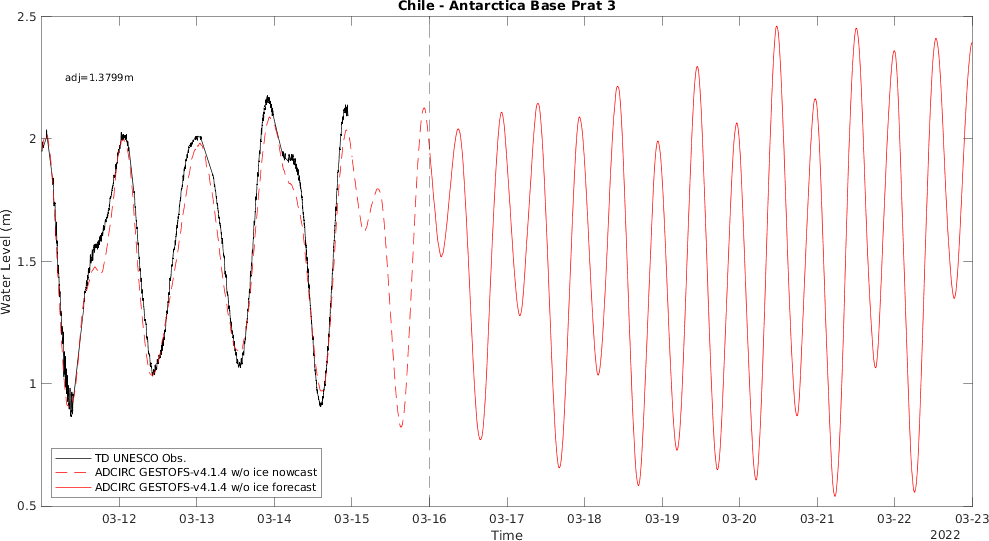 Chile - Antarctica Base Prat 3
2.5
adj=1.3799m
2
1.5
1
0.5
Water Level (m)
TD UNESCO Obs.
ADCIRC GESTOFS-v4.1.4 w/o ice nowcast
ADCIRC GESTOFS-v4.1.4 w/o ice forecast
03-12 03-13 03-14 03-15 03-16 03-17 03-18 03-19 03-20 03-21 03-22 03-23
Time
2022